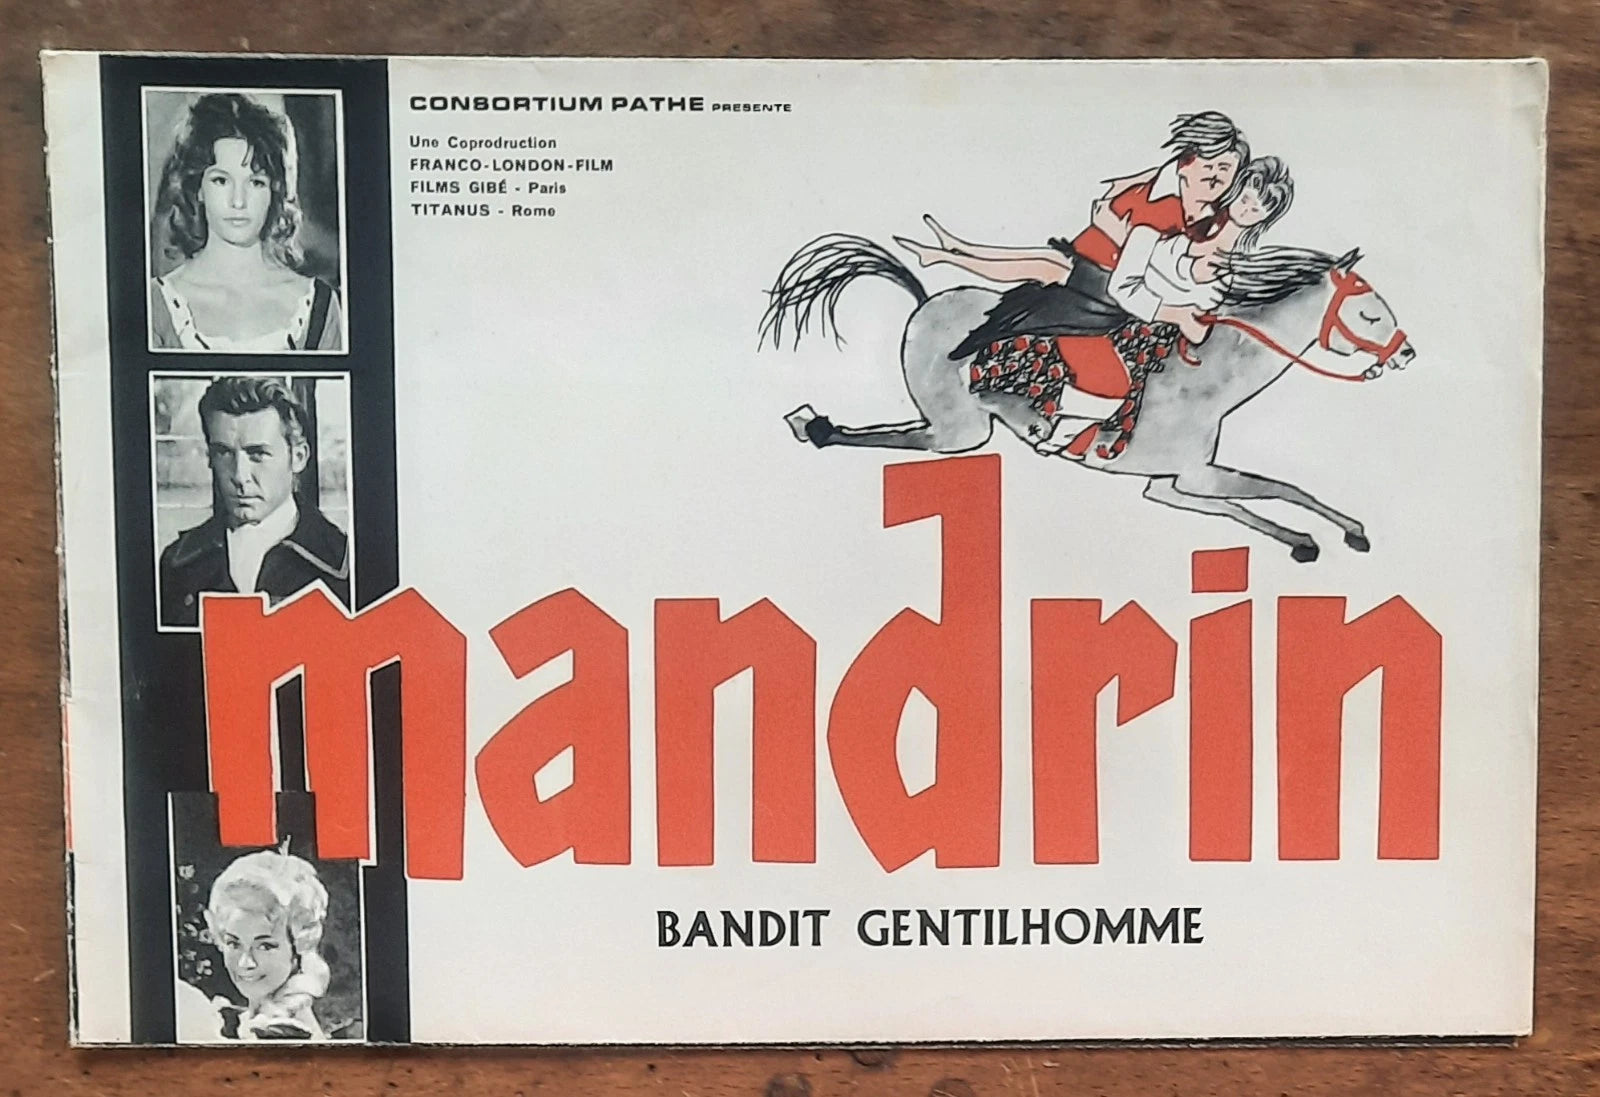 CONSORTIUM PATHE PRESENTE
Une Coproduction
FRANCO-LONDON-FILM
FILMS GIBÉ - Paris
TITANUS - Rome
mandrin
BANDIT GENTILHOMME